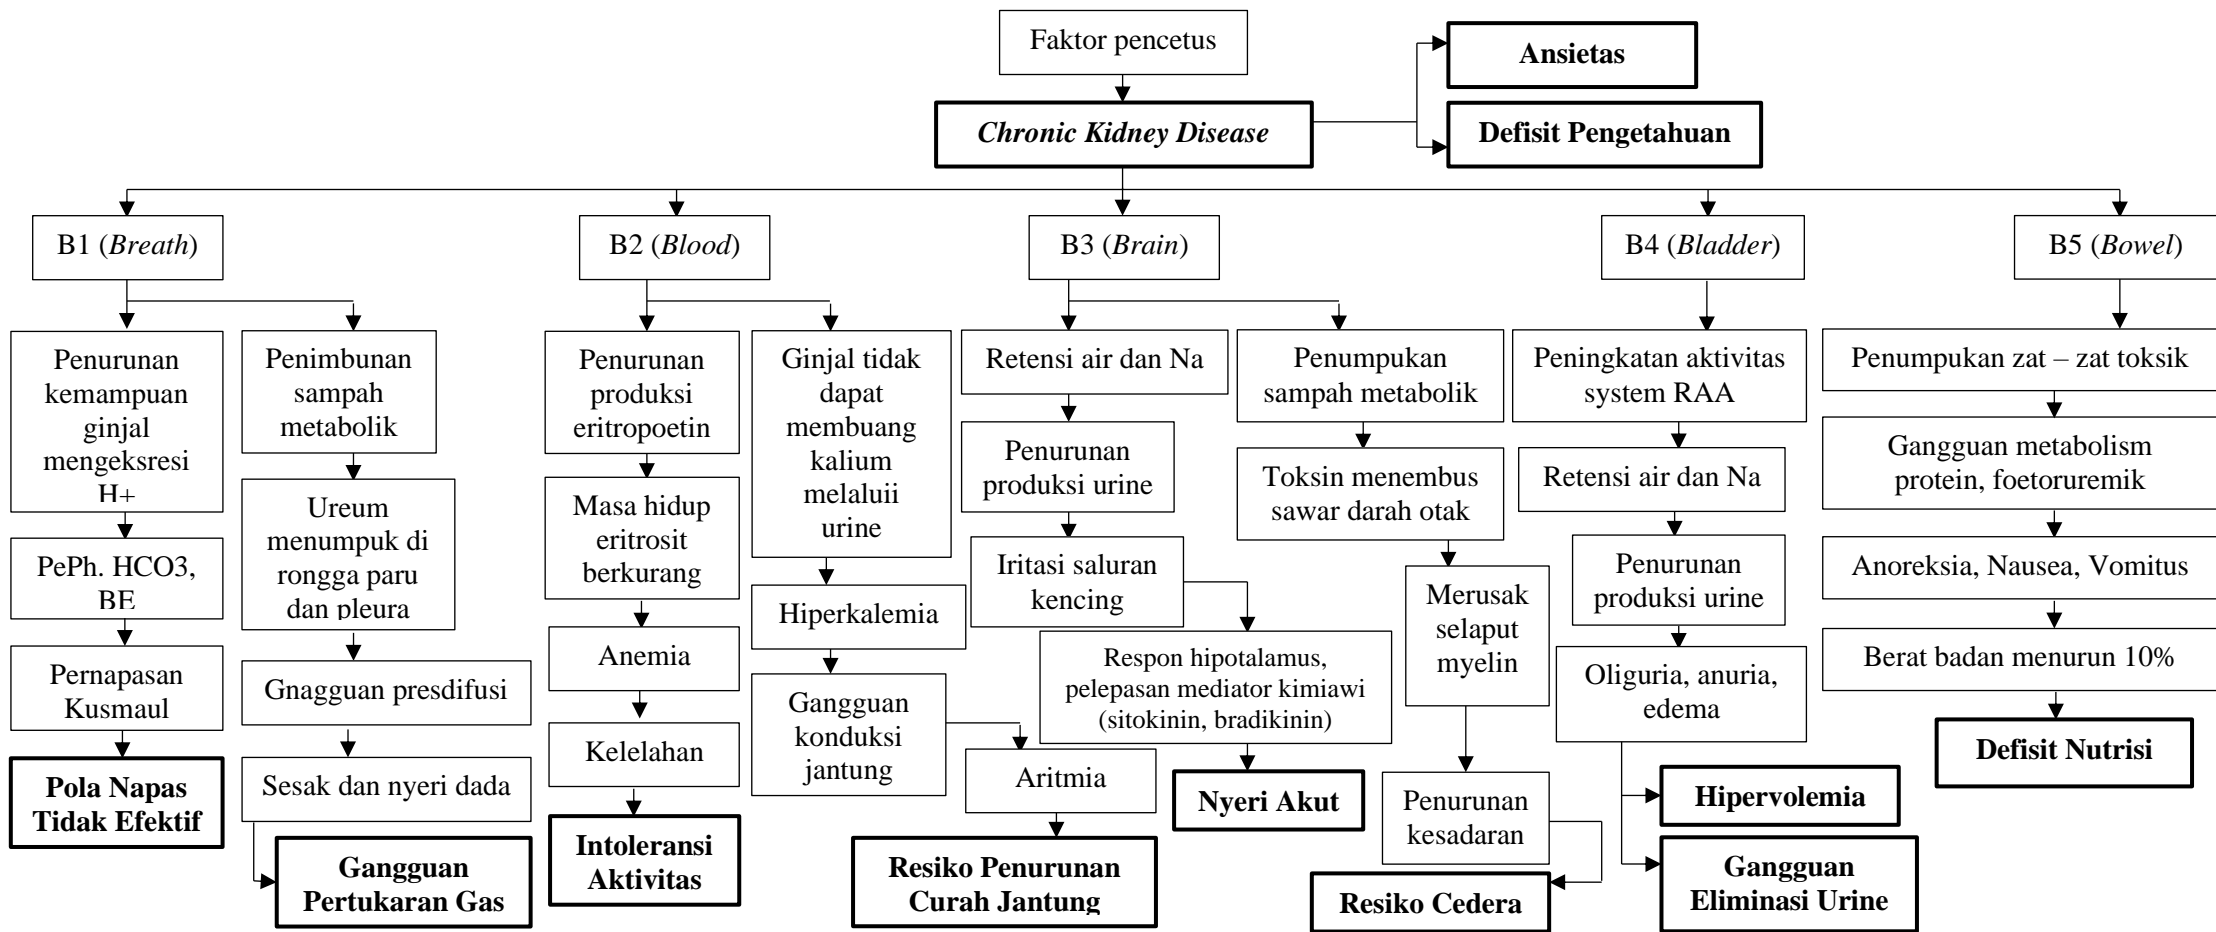 Faktor pencetus
Ansietas
Chronic Kidney Disease
Defisit Pengetahuan
B1 (Breath)
B2 (Blood)
B3 (Brain)
B4 (Bladder)
B5 (Bowel)
Penurunan
kemampuan
ginjal
mengeksresi
H+
PePh. HCO3,
BE
Pernapasan
Kusmaul
Pola Napas
Tidak Efektif
Penimbunan
sampah
metabolik
Ureum
menumpuk di
rongga paru
dan pleura
Gnagguan presdifusi
Sesak dan nyeri dada
Gangguan
Pertukaran Gas
Penurunan
produksi
eritropoetin
Masa hidup
eritrosit
berkurang
Anemia
Kelelahan
Intoleransi
Aktivitas
Ginjal tidak
dapat
membuang
kalium
melaluii
urine
Hiperkalemia
Gangguan
konduksi
jantung
Aritmia
Resiko Penurunan
Curah Jantung
Retensi air dan Na
Penurunan
produksi urine
Iritasi saluran
kencing
Respon hipotalamus,
pelepasan mediator kimiawi
(sitokinin, bradikinin)
Nyeri Akut
Penumpukan
sampah metabolik
Toksin menembus
sawar darah otak
Merusak
selaput
myelin
Penurunan
kesadaran
Resiko Cedera
Peningkatan aktivitas
system RAA
Retensi air dan Na
Penurunan
produksi urine
Oliguria, anuria,
edema
Hipervolemia
Gangguan
Eliminasi Urine
Penumpukan zat – zat toksik
Gangguan metabolism
protein, foetoruremik
Anoreksia, Nausea, Vomitus
Berat badan menurun 10%
Defisit Nutrisi